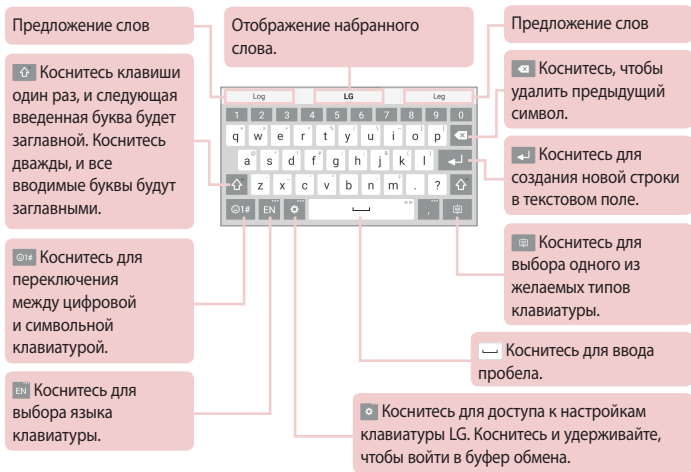 Предложение слов
Отображение набранного
слова.
Предложение слов
Коснитесь клавиши
один раз, и следующая
введенная буква будет
заглавной. Коснитесь
дважды, и все
вводимые буквы будут
заглавными.
Коснитесь, чтобы
удалить предыдущий
символ.
Log LG Leg
1 2 3 4 5 6 7 8 9 0
q w e r t y u i o p
a s d f g h j k l
z x c v b n m . ?
☺1# EN ,
Коснитесь для
создания новой строки
в текстовом поле.
☺1# Коснитесь для
переключения
между цифровой
и символьной
клавиатурой.
Коснитесь для
выбора одного из
желаемых типов
клавиатуры.
Коснитесь для ввода
пробела.
EN Коснитесь для
выбора языка
клавиатуры.
Коснитесь для доступа к настройкам
клавиатуры LG. Коснитесь и удерживайте,
чтобы войти в буфер обмена.